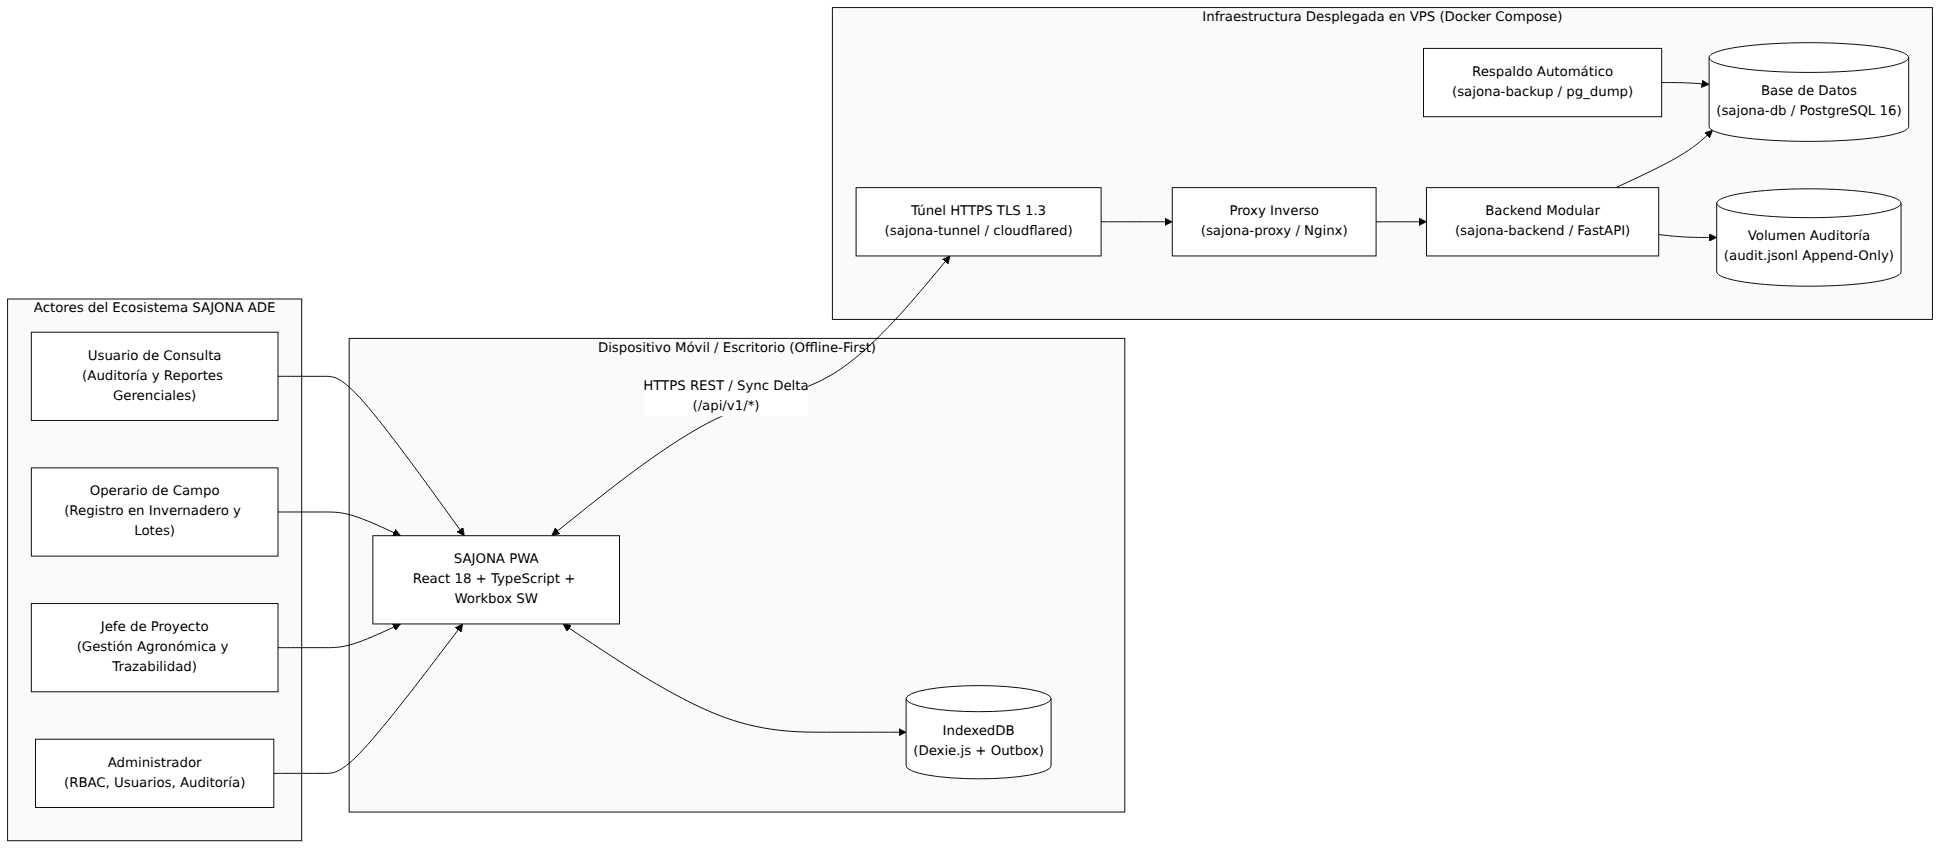 Infraestructura Desplegada en VPS (Docker Compose)
Respaldo Automático
(sajona-backup / pg_dump)
Base de Datos
(sajona-db / PostgreSQL 16)
Túnel HTTPS TLS 1.3
(sajona-tunnel / cloudflared)
Proxy Inverso
(sajona-proxy / Nginx)
Backend Modular
(sajona-backend / FastAPI)
Volumen Auditoría
(audit.jsonl Append-Only)
Actores del Ecosistema SAJONA ADE
Usuario de Consulta
(Auditoría y Reportes
Gerenciales)
Operario de Campo
(Registro en Invernadero y
Lotes)
Jefe de Proyecto
(Gestión Agronómica y
Trazabilidad)
Administrador
(RBAC, Usuarios, Auditoría)
Dispositivo Móvil / Escritorio (Offline-First)
HTTPS REST / Sync Delta
(/api/v1/*)
SAJONA PWA
React 18 + TypeScript +
Workbox SW
IndexedDB
(Dexie.js + Outbox)